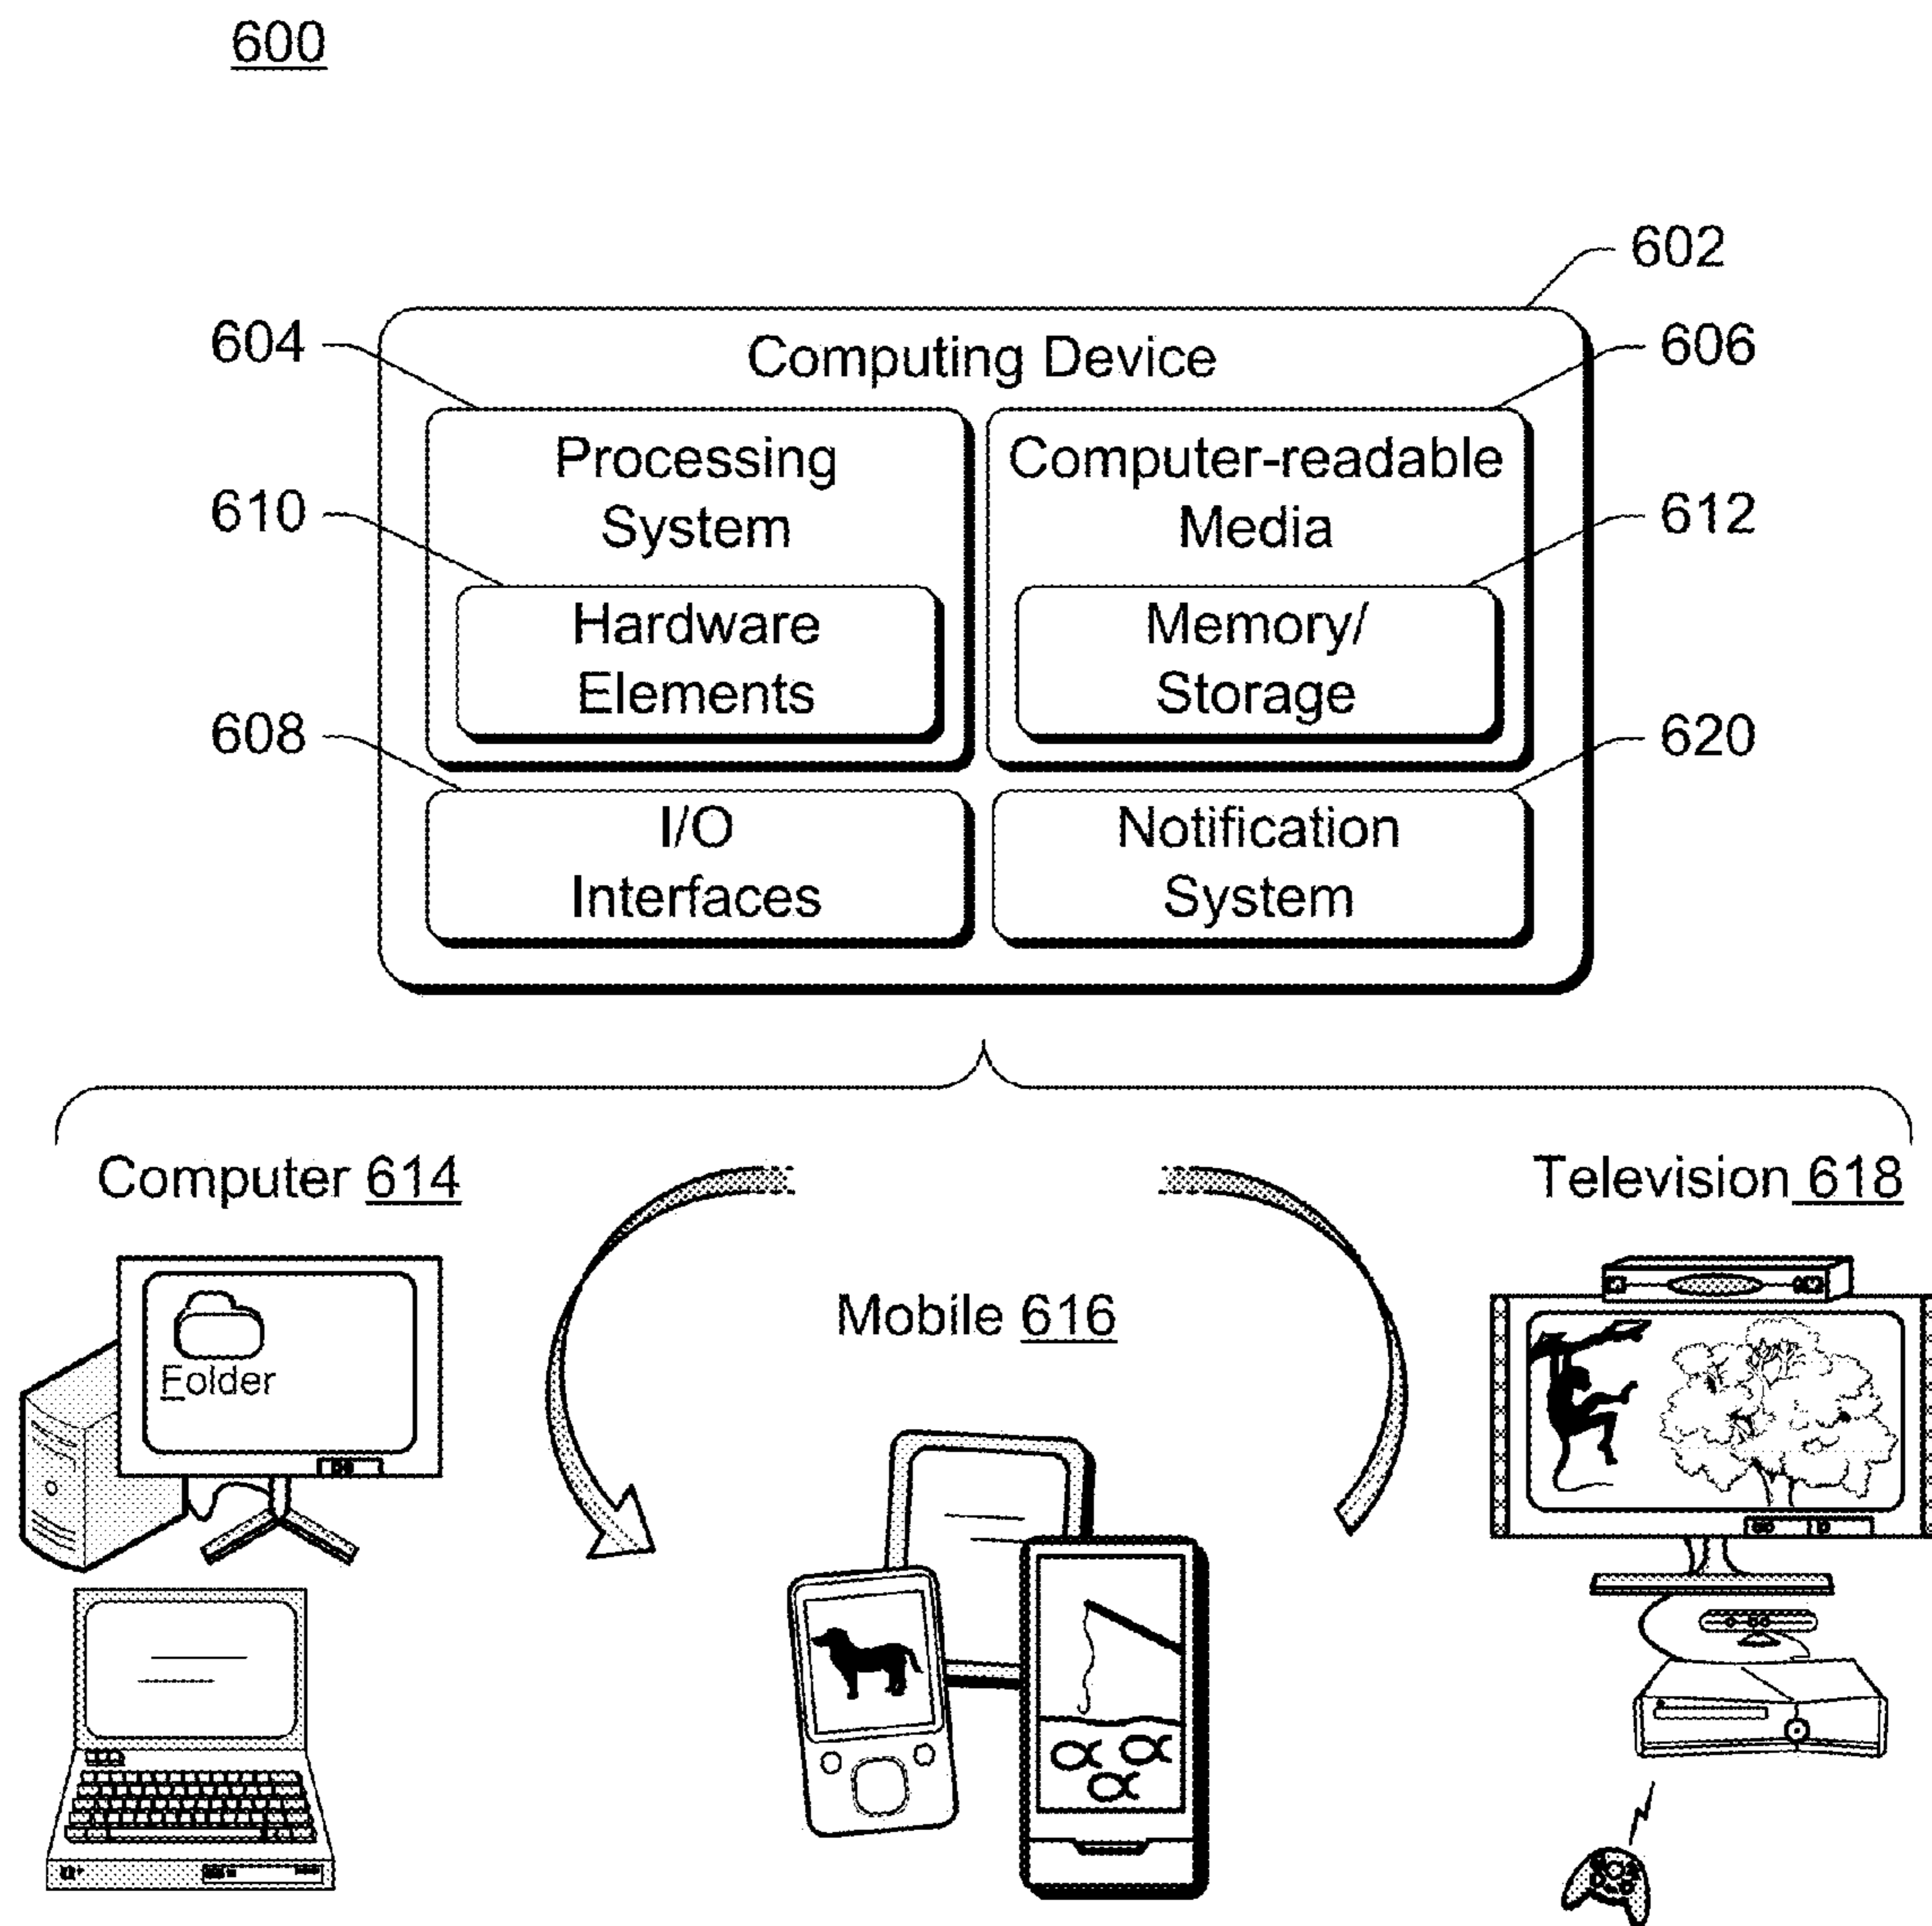 600
602
604
Computing Device
606
Processing
System
Computer-readable
Media
610
612
Hardware
Elements
Memory/
Storage
608
620
I/O
Interfaces
Notification
System
Computer 614
Television 618
Mobile 616
Folder